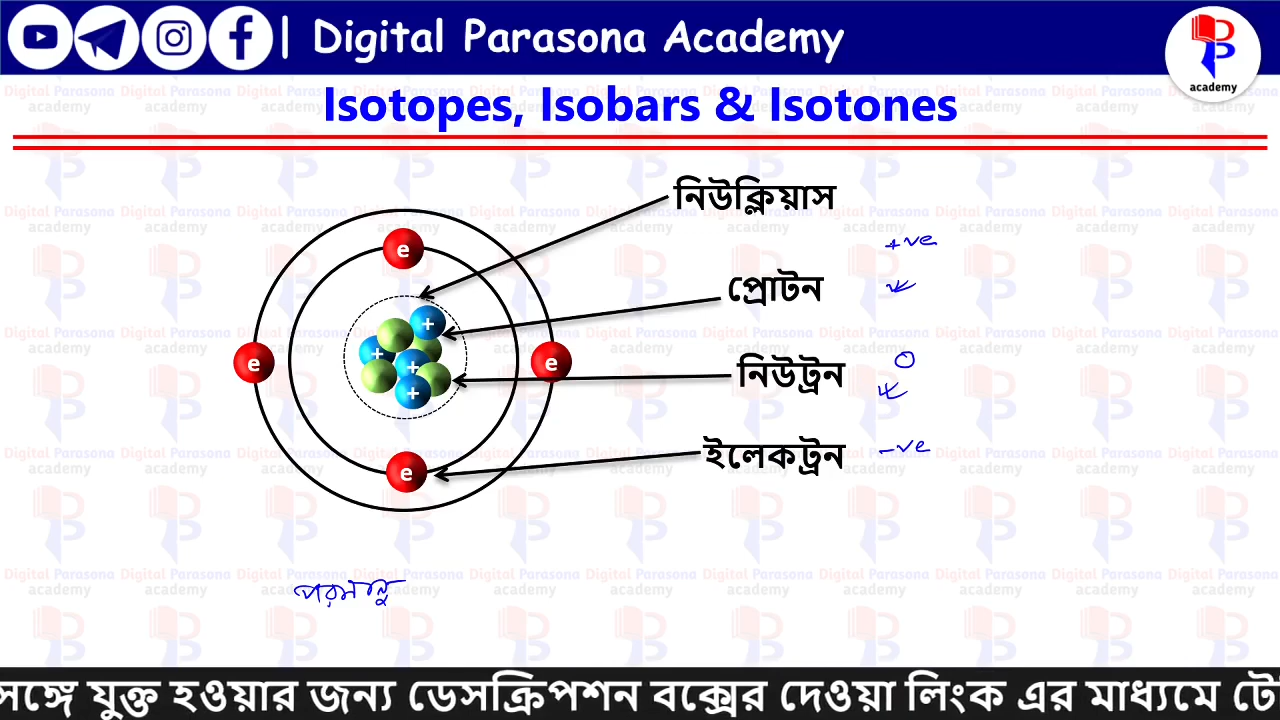 | Digital Parasona Academy
academy
Isotopes, Isobars & Isotones
নিউক্লিয়াস
+ve
প্রোটন
নিউট্রন
0
ইলেকট্রন
-ve
e
e
e
e
+
+
+
+
পরমানু
সঙ্গে যুক্ত হওয়ার জন্য ডেসক্রিপশন বক্সের দেওয়া লিংক এর মাধ্যমে টে